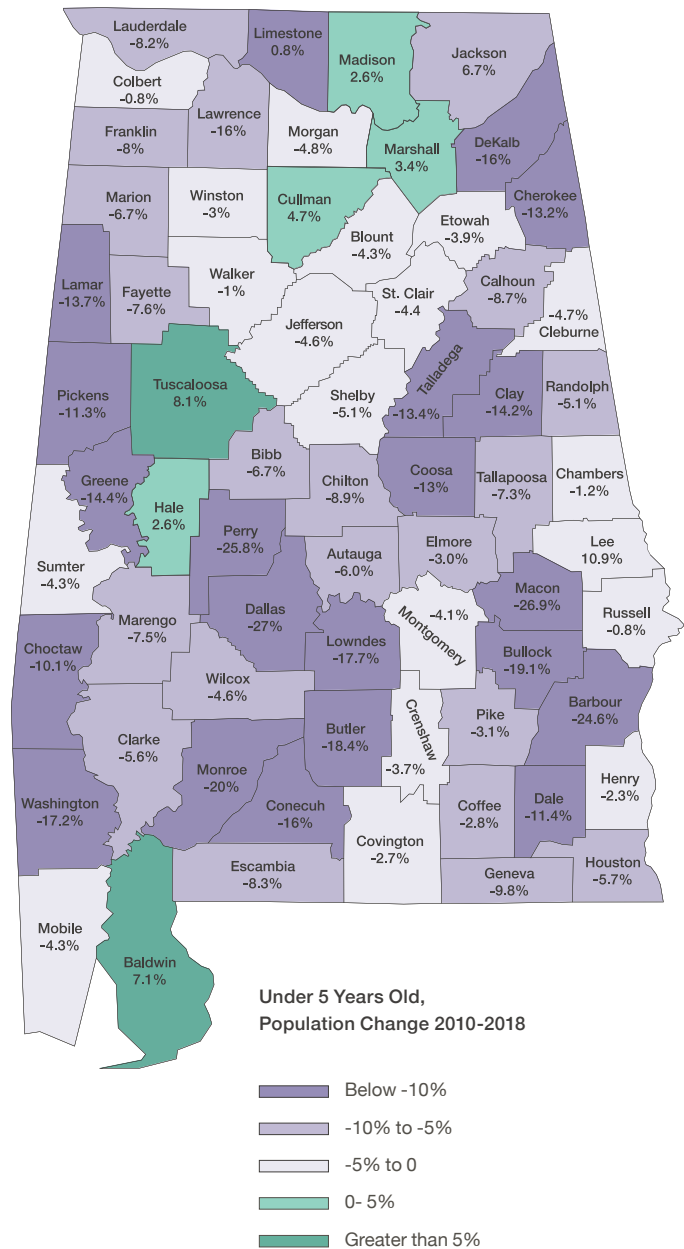 Lauderdale
-8.2%
Limestone
0.8%
Madison
2.6%
Jackson
6.7%
Colbert
-0.8%
Lawrence
-16%
Franklin
-8%
Morgan
-4.8%
Marshall
3.4%
DeKalb
-16%
Marion
-6.7%
Winston
-3%
Cullman
4.7%
Cherokee
-13.2%
Blount
-4.3%
Etowah
-3.9%
Lamar
-13.7%
Fayette
-7.6%
Walker
-1%
St. Clair
-4.4
Calhoun
-8.7%
-4.7%
Cleburne
Jefferson
-4.6%
Pickens
-11.3%
Tuscaloosa
8.1%
Shelby
-5.1%
Talladega
-13.4%
Clay
-14.2%
Randolph
-5.1%
Bibb
-6.7%
Greene
-14.4%
Hale
2.6%
Chilton
-8.9%
Coosa
-13%
Tallapoosa
-7.3%
Chambers
-1.2%
Perry
-25.8%
Sumter
-4.3%
Autauga
-6.0%
Elmore
-3.0%
Lee
10.9%
Macon
-26.9%
Russell
-0.8%
Marengo
-7.5%
Dallas
-27%
Lowndes
-17.7%
-4.1%
Montgomery
Choctaw
-10.1%
Bullock
-19.1%
Wilcox
-4.6%
Barbour
-24.6%
Clarke
-5.6%
Butler
-18.4%
Crenshaw
-3.7%
Pike
-3.1%
Monroe
-20%
Washington
-17.2%
Conecuh
-16%
Coffee
-2.8%
Dale
-11.4%
Henry
-2.3%
Covington
-2.7%
Escambia
-8.3%
Geneva
-9.8%
Houston
-5.7%
Mobile
-4.3%
Baldwin
7.1%
Under 5 Years Old,
Population Change 2010-2018
Below -10%
-10% to -5%
-5% to 0
0- 5%
Greater than 5%